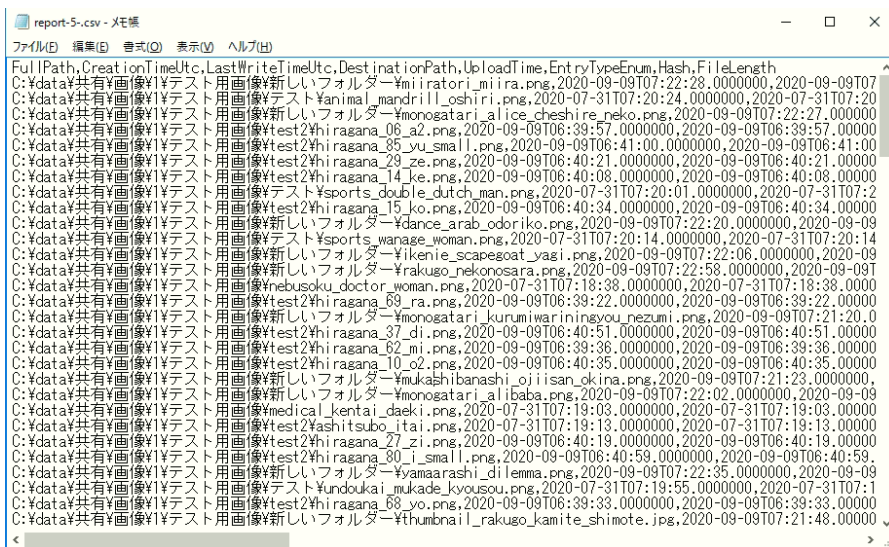 report-5-.csv - メモ帳
ファイル(F) 編集(E) 書式(O) 表示(V) ヘルプ(H)
FullPath,CreationTimeUtc,LastWriteTimeUtc,DestinationPath,UploadTime,EntryTypeEnum,Hash,FileLength
C:¥data¥共有¥画像¥1¥テスト用画像¥新しいフォルダー¥miiratori_miira.png,2020-09-09T07:22:28.0000000,2020-09-09T07
C:¥data¥共有¥画像¥1¥テスト用画像¥テスト¥animal_mandrill_oshiri.png,2020-07-31T07:20:24.0000000,2020-07-31T07:20
C:¥data¥共有¥画像¥1¥テスト用画像¥新しいフォルダー¥monogatari_alice_cheshire_neko.png,2020-09-09T07:22:27.000000
C:¥data¥共有¥画像¥1¥テスト用画像¥test2¥hiragana_06_a2.png,2020-09-09T06:39:57.0000000,2020-09-09T06:39:57.00000
C:¥data¥共有¥画像¥1¥テスト用画像¥test2¥hiragana_85_yu_small.png,2020-09-09T06:41:00.0000000,2020-09-09T06:41:00
C:¥data¥共有¥画像¥1¥テスト用画像¥test2¥hiragana_29_ze.png,2020-09-09T06:40:21.0000000,2020-09-09T06:40:21.00000
C:¥data¥共有¥画像¥1¥テスト用画像¥test2¥hiragana_14_ke.png,2020-09-09T06:40:08.0000000,2020-09-09T06:40:08.00000
C:¥data¥共有¥画像¥1¥テスト用画像¥テスト¥sports_double_dutch_man.png,2020-07-31T07:20:01.0000000,2020-07-31T07:2
C:¥data¥共有¥画像¥1¥テスト用画像¥test2¥hiragana_15_ko.png,2020-09-09T06:40:34.0000000,2020-09-09T06:40:34.00000
C:¥data¥共有¥画像¥1¥テスト用画像¥新しいフォルダー¥dance_arab_odoriko.png,2020-09-09T07:22:20.0000000,2020-09-09
C:¥data¥共有¥画像¥1¥テスト用画像¥テスト¥sports_wanage_woman.png,2020-07-31T07:20:14.0000000,2020-07-31T07:20:14
C:¥data¥共有¥画像¥1¥テスト用画像¥新しいフォルダー¥ikenie_scapegoat_yagi.png,2020-09-09T07:22:06.0000000,2020-09
C:¥data¥共有¥画像¥1¥テスト用画像¥新しいフォルダー¥rakugo_nekonosara.png,2020-09-09T07:22:58.0000000,2020-09-09T
C:¥data¥共有¥画像¥1¥テスト用画像¥nebusoku_doctor_woman.png,2020-07-31T07:18:38.0000000,2020-07-31T07:18:38.0000
C:¥data¥共有¥画像¥1¥テスト用画像¥test2¥hiragana_69_ra.png,2020-09-09T06:39:22.0000000,2020-09-09T06:39:22.00000
C:¥data¥共有¥画像¥1¥テスト用画像¥新しいフォルダー¥monogatari_kurumiwariningyou_nezumi.png,2020-09-09T07:21:20.0
C:¥data¥共有¥画像¥1¥テスト用画像¥test2¥hiragana_37_di.png,2020-09-09T06:40:51.0000000,2020-09-09T06:40:51.00000
C:¥data¥共有¥画像¥1¥テスト用画像¥test2¥hiragana_62_mi.png,2020-09-09T06:39:36.0000000,2020-09-09T06:39:36.00000
C:¥data¥共有¥画像¥1¥テスト用画像¥test2¥hiragana_10_o2.png,2020-09-09T06:40:35.0000000,2020-09-09T06:40:35.00000
C:¥data¥共有¥画像¥1¥テスト用画像¥新しいフォルダー¥mukashibanashi_ojiisan_okina.png,2020-09-09T07:21:23.0000000,
C:¥data¥共有¥画像¥1¥テスト用画像¥新しいフォルダー¥monogatari_alibaba.png,2020-09-09T07:22:02.0000000,2020-09-09
C:¥data¥共有¥画像¥1¥テスト用画像¥medical_kentai_daeki.png,2020-07-31T07:19:03.0000000,2020-07-31T07:19:03.00000
C:¥data¥共有¥画像¥1¥テスト用画像¥test2¥ashitsubo_itai.png,2020-07-31T07:19:13.0000000,2020-07-31T07:19:13.00000
C:¥data¥共有¥画像¥1¥テスト用画像¥test2¥hiragana_27_zi.png,2020-09-09T06:40:19.0000000,2020-09-09T06:40:19.00000
C:¥data¥共有¥画像¥1¥テスト用画像¥test2¥hiragana_80_i_small.png,2020-09-09T06:40:59.0000000,2020-09-09T06:40:59.
C:¥data¥共有¥画像¥1¥テスト用画像¥新しいフォルダー¥yamaarashi_dilemma.png,2020-09-09T07:22:35.0000000,2020-09-09
C:¥data¥共有¥画像¥1¥テスト用画像¥テスト¥undoukai_mukade_kyousou.png,2020-07-31T07:19:55.0000000,2020-07-31T07:1
C:¥data¥共有¥画像¥1¥テスト用画像¥test2¥hiragana_68_yo.png,2020-09-09T06:39:33.0000000,2020-09-09T06:39:33.00000
C:¥data¥共有¥画像¥1¥テスト用画像¥新しいフォルダー¥thumbnail_rakugo_kamite_shimote.jpg,2020-09-09T07:21:48.00000